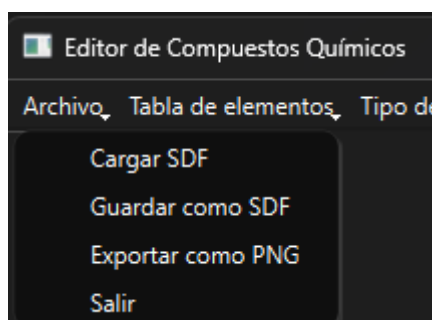 Editor de Compuestos Químicos
Archivo Tabla de elementos Tipo de
Cargar SDF
Guardar como SDF
Exportar como PNG
Salir